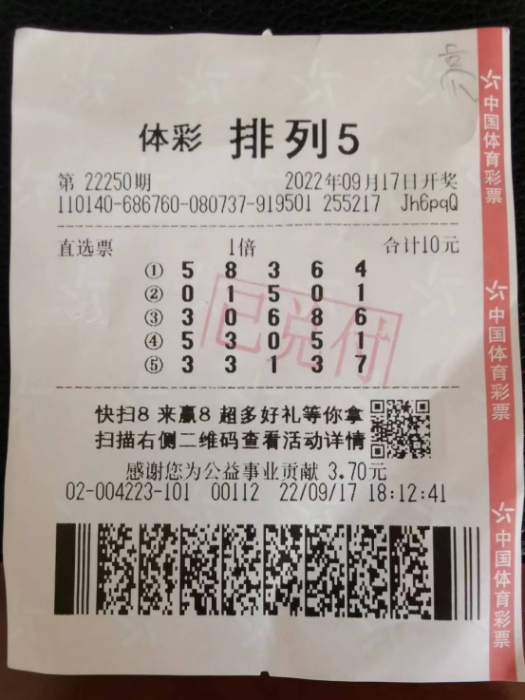 体彩 排列5
第 22250期 2022年09月17日开奖
110140-686760-080737-919501 255217 Jh6pqQ
直选票 1倍 合计10元
① 5 8 3 6 4
② 0 1 5 0 1
③ 3 0 6 8 6
④ 5 3 0 5 1
⑤ 3 3 1 3 7
已兑付
快扫8 来赢8 超多好礼等你拿
扫描右侧二维码查看活动详情
感谢您为公益事业贡献 3.70元
02-004223-101 00112 22/09/17 18:12:41
中国体育彩票
中国体育彩票
中国体育彩票